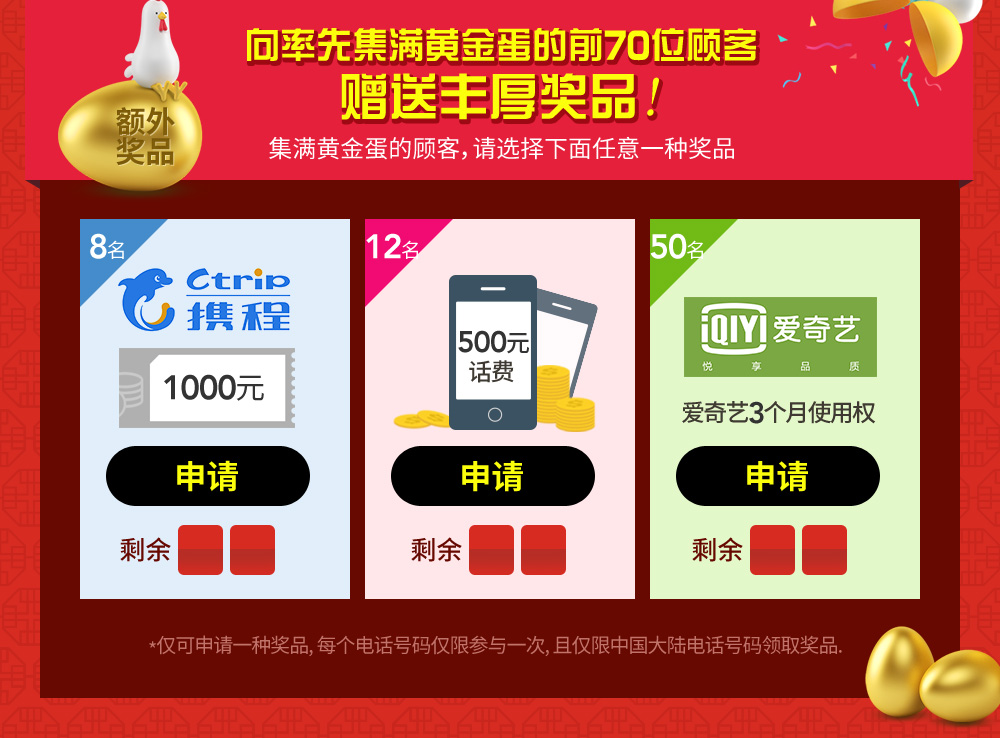 额外
奖品
向率先集满黄金蛋的前70位顾客
赠送丰厚奖品!
集满黄金蛋的顾客,请选择下面任意一种奖品
8名
Ctrip
携程
1000元
申请
剩余
12名
500元
话费
申请
剩余
50名
iQIYI 爱奇艺
悦享品质
爱奇艺3个月使用权
申请
剩余
*仅可申请一种奖品, 每个电话号码仅限参与一次, 且仅限中国大陆电话号码领取奖品.